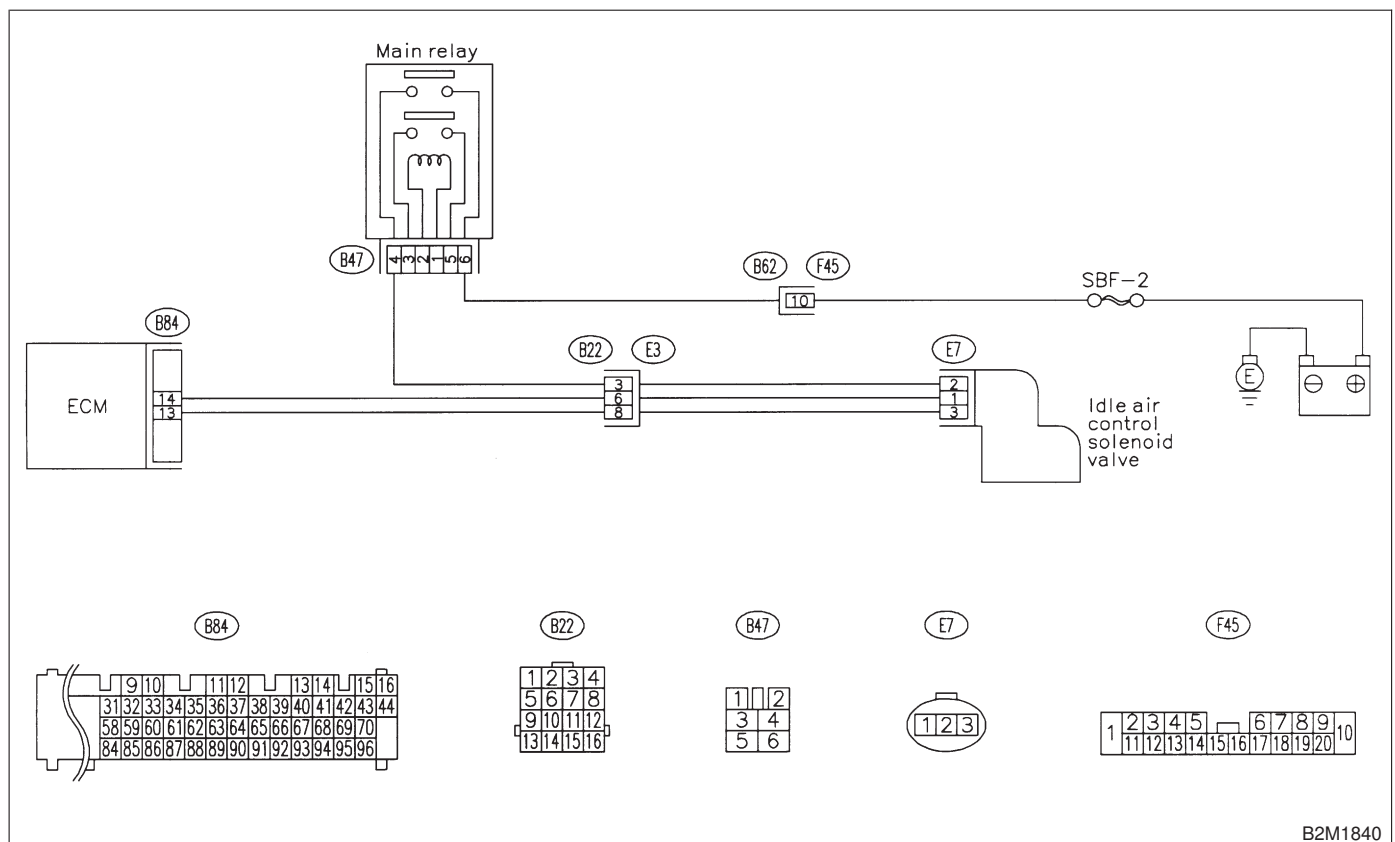 Main relay
B47
4 3 2 1 5 6
B62 F45
10
SBF-2
B84
ECM
14
13
B22 E3
3
6
8
E7
2
1
3
E
Idle air
control
solenoid
valve
B84
9 10 11 12 13 14 15 16
31 32 33 34 35 36 37 38 39 40 41 42 43 44
58 59 60 61 62 63 64 65 66 67 68 69 70
84 85 86 87 88 89 90 91 92 93 94 95 96
B22
1 2 3 4
5 6 7 8
9 10 11 12
13 14 15 16
B47
1 2
3 4
5 6
E7
1 2 3
F45
1 2 3 4 5 6 7 8 9 10
11 12 13 14 15 16 17 18 19 20
B2M1840